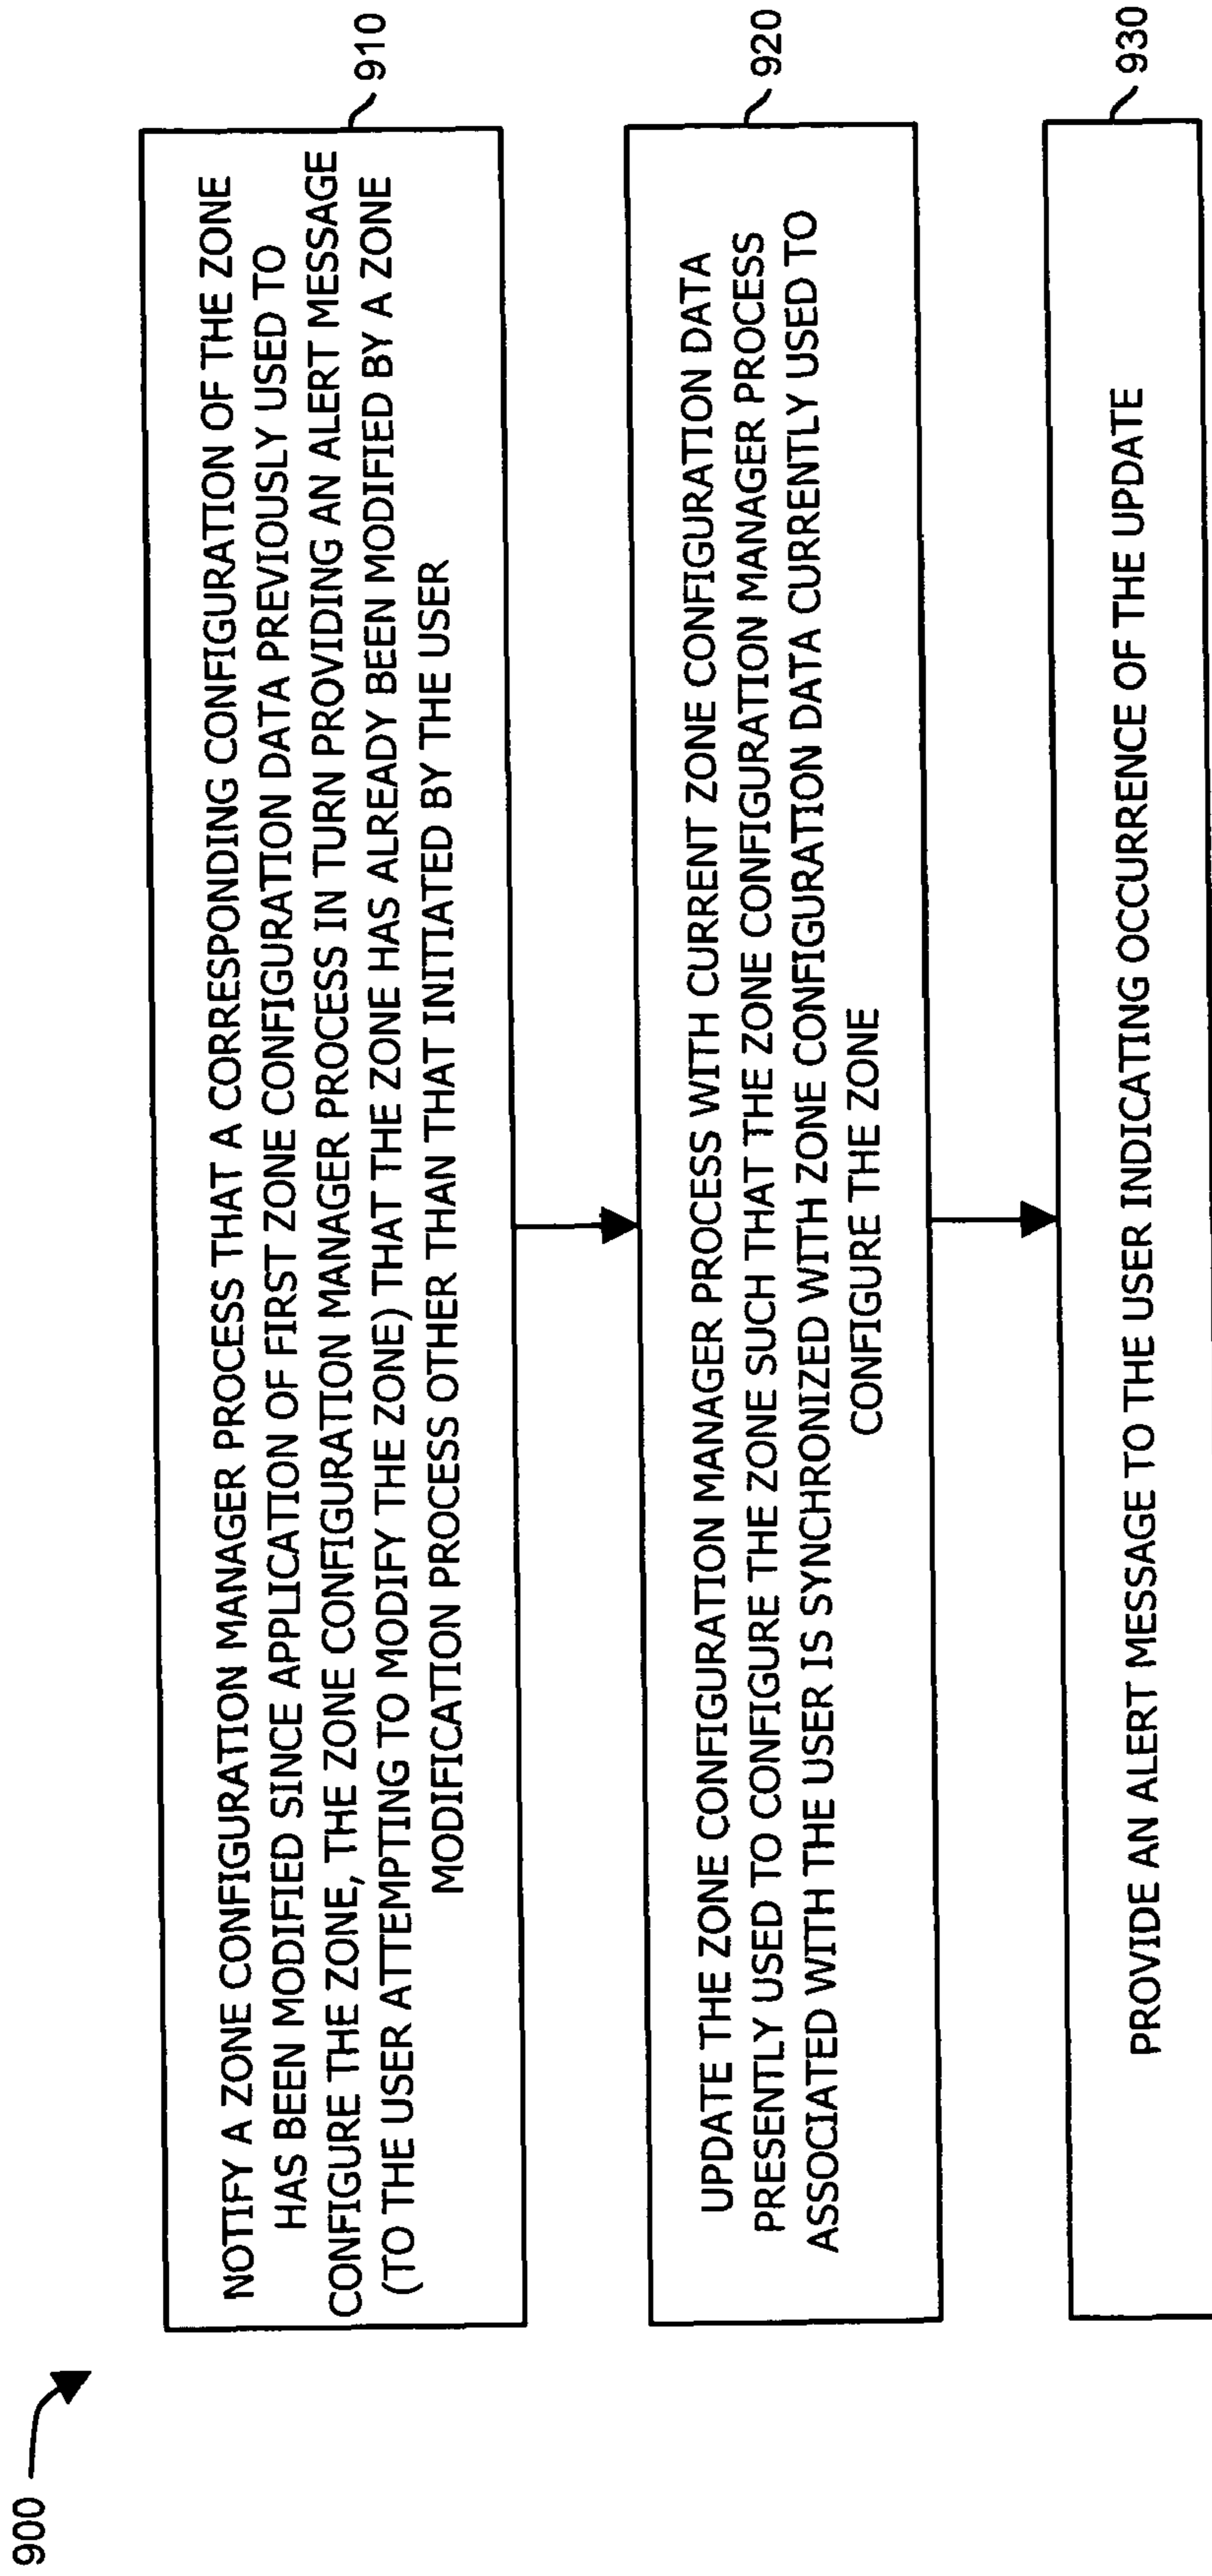 900
NOTIFY A ZONE CONFIGURATION MANAGER PROCESS THAT A CORRESPONDING CONFIGURATION OF THE ZONE
HAS BEEN MODIFIED SINCE APPLICATION OF FIRST ZONE CONFIGURATION DATA PREVIOUSLY USED TO
CONFIGURE THE ZONE, THE ZONE CONFIGURATION MANAGER PROCESS IN TURN PROVIDING AN ALERT MESSAGE
(TO THE USER ATTEMPTING TO MODIFY THE ZONE) THAT THE ZONE HAS ALREADY BEEN MODIFIED BY A ZONE
MODIFICATION PROCESS OTHER THAN THAT INITIATED BY THE USER
910
UPDATE THE ZONE CONFIGURATION MANAGER PROCESS WITH CURRENT ZONE CONFIGURATION DATA
PRESENTLY USED TO CONFIGURE THE ZONE SUCH THAT THE ZONE CONFIGURATION MANAGER PROCESS
ASSOCIATED WITH THE USER IS SYNCHRONIZED WITH ZONE CONFIGURATION DATA CURRENTLY USED TO
CONFIGURE THE ZONE
920
PROVIDE AN ALERT MESSAGE TO THE USER INDICATING OCCURRENCE OF THE UPDATE
930